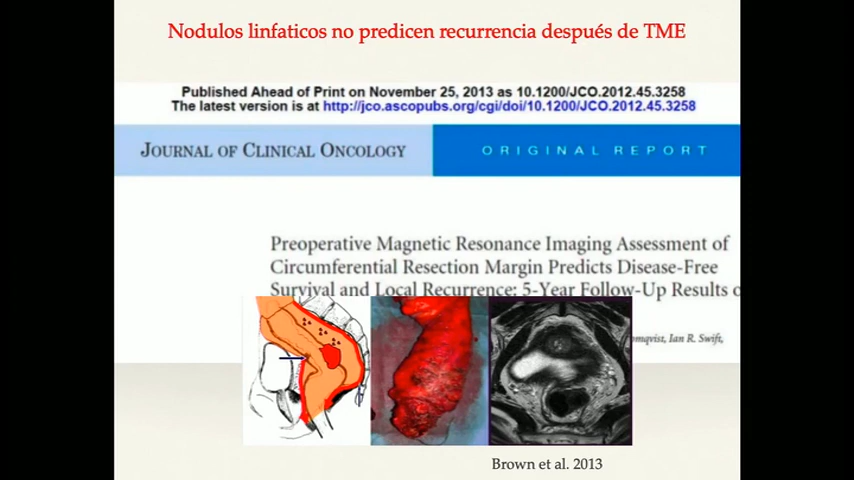 Nodulos linfaticos no predicen recurrencia después de TME
Published Ahead of Print on November 25, 2013 as 10.1200/JCO.2012.45.3258
The latest version is at http://jco.ascopubs.org/cgi/doi/10.1200/JCO.2012.45.3258
JOURNAL OF CLINICAL ONCOLOGY
ORIGINAL REPORT
Preoperative Magnetic Resonance Imaging Assessment of
Circumferential Resection Margin Predicts Disease-Free
Survival and Local Recurrence: 5-Year Follow-Up Results
Ian R. Swift,
Brown et al. 2013